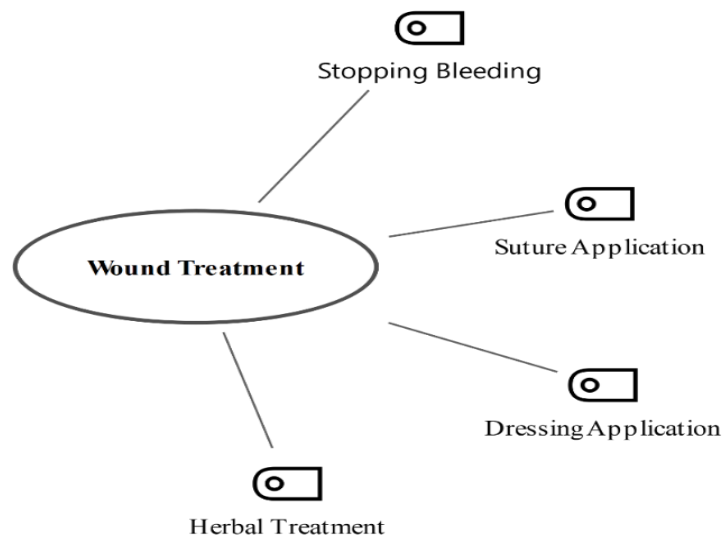 Stopping Bleeding
Suture Application
Wound Treatment
Dressing Application
Herbal Treatment